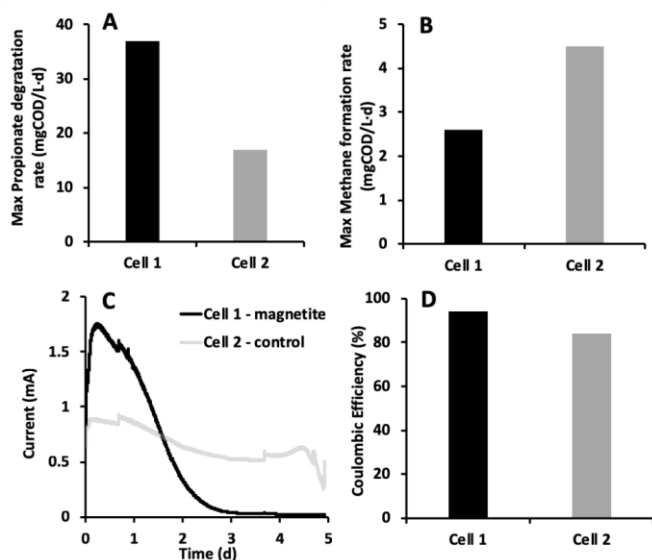 A
Max Propionate degratation
rate (mgCOD/L·d)
40
30
20
10
0
Cell 1
Cell 2
B
Max Methane formation rate
(mgCOD/L·d)
5
4
3
2
1
0
Cell 1
Cell 2
C
Cell 1 - magnetite
Cell 2 - control
Current (mA)
2
1.5
1
0.5
0
0
1
2
3
4
5
Time (d)
D
Coulombic Efficiency (%)
100
80
60
40
20
0
Cell 1
Cell 2